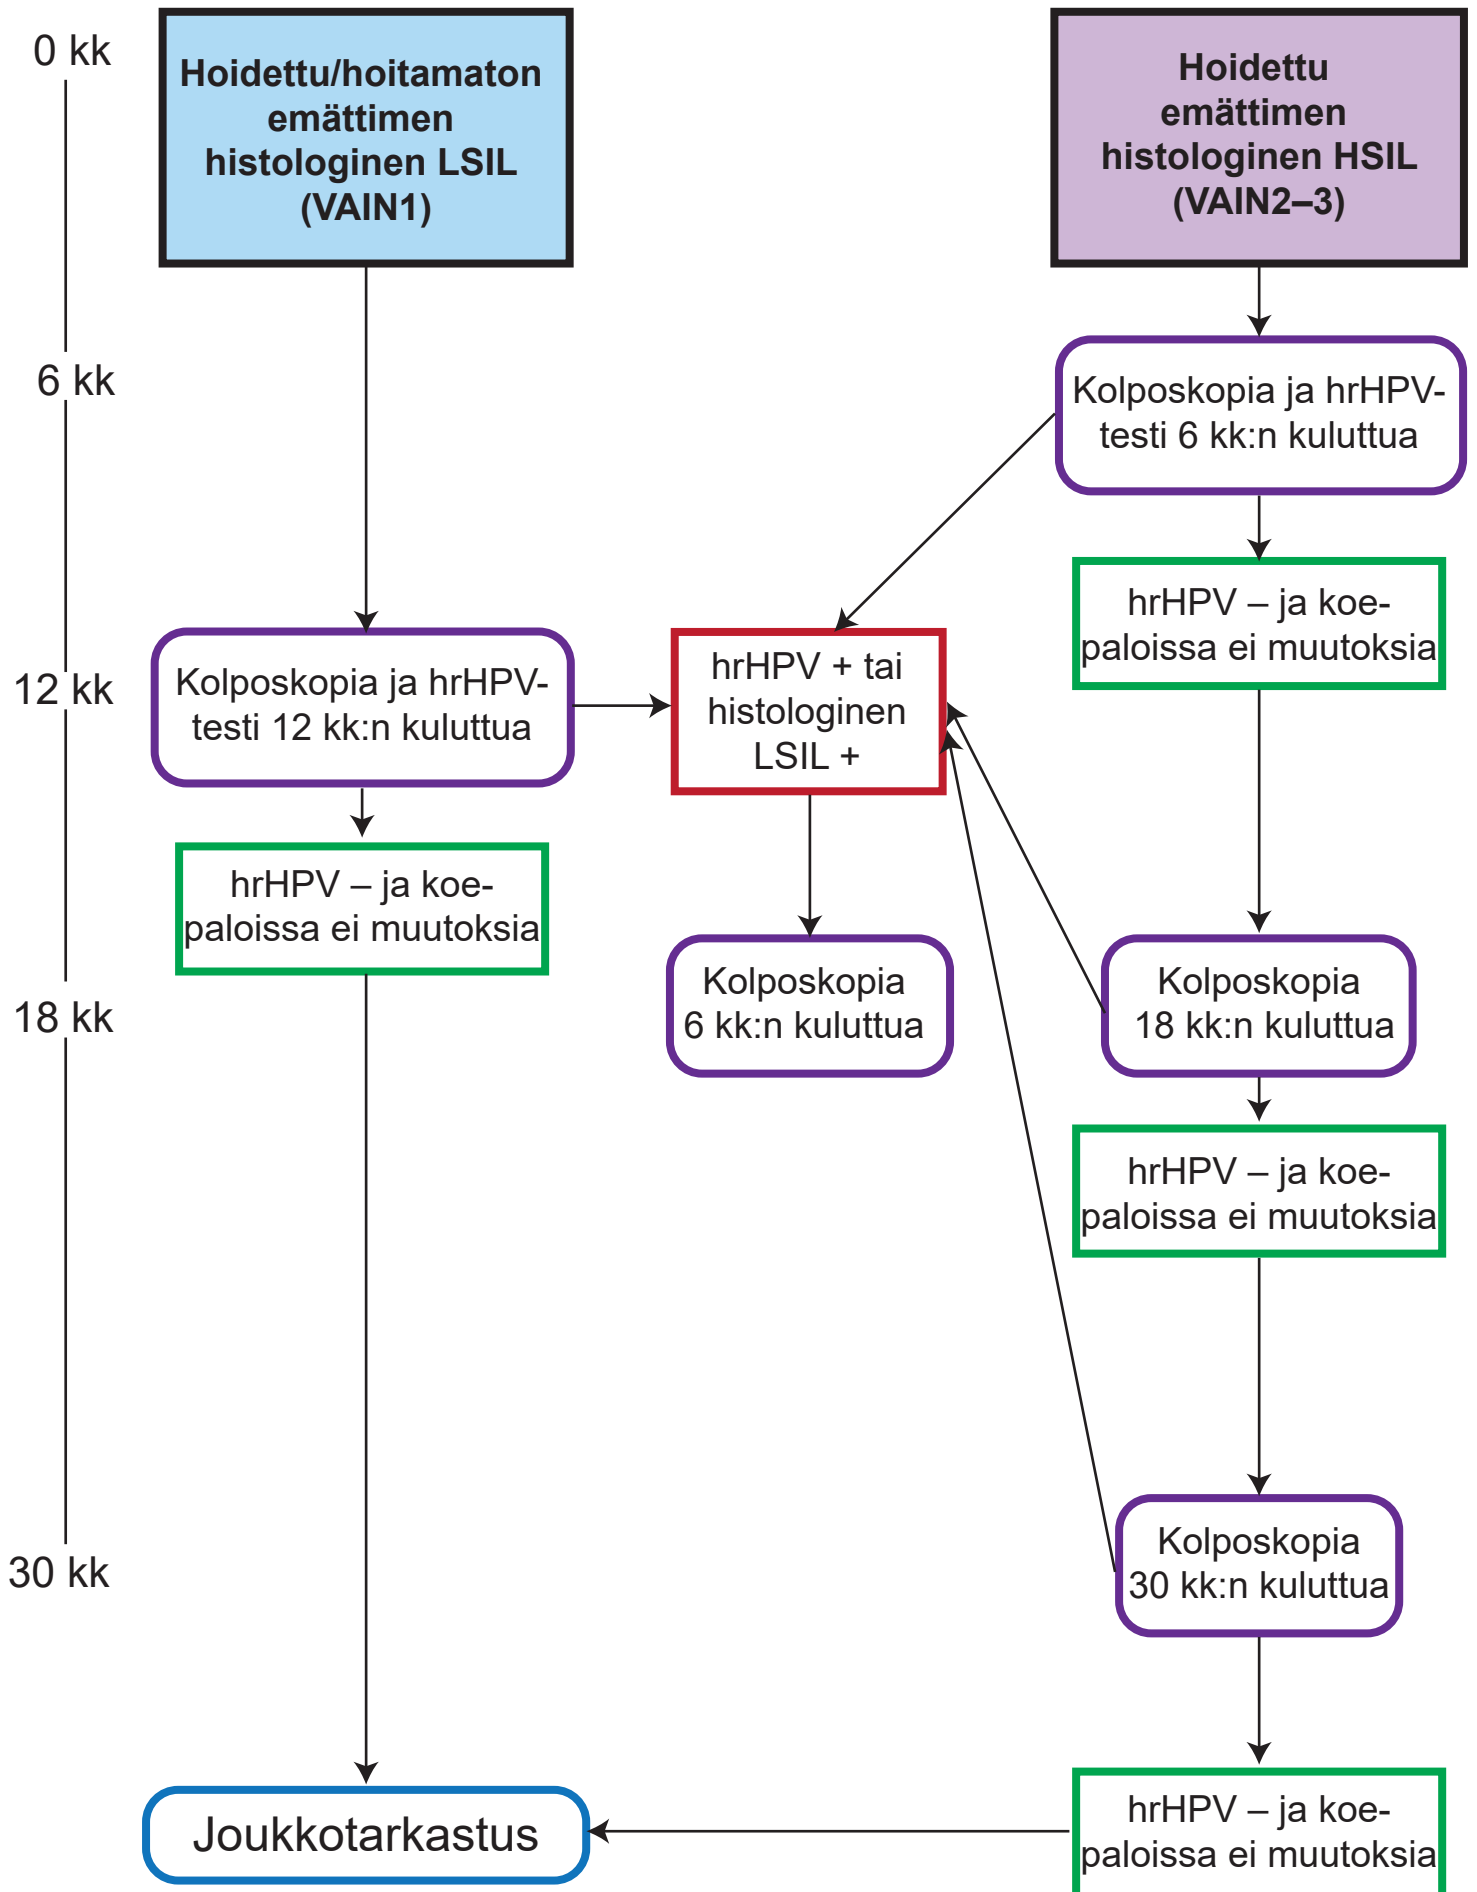 0 kk
6 kk
12 kk
18 kk
30 kk
Hoidettu/hoitamaton
emättimen
histologinen LSIL
(VAIN1)
Kolposkopia ja hrHPV-
testi 12 kk:n kuluttua
hrHPV – ja koe-
paloissa ei muutoksia
Joukkotarkastus
hrHPV + tai
histologinen
LSIL +
Kolposkopia
6 kk:n kuluttua
Hoidettu
emättimen
histologinen HSIL
(VAIN2–3)
Kolposkopia ja hrHPV-
testi 6 kk:n kuluttua
hrHPV – ja koe-
paloissa ei muutoksia
Kolposkopia
18 kk:n kuluttua
hrHPV – ja koe-
paloissa ei muutoksia
Kolposkopia
30 kk:n kuluttua
hrHPV – ja koe-
paloissa ei muutoksia